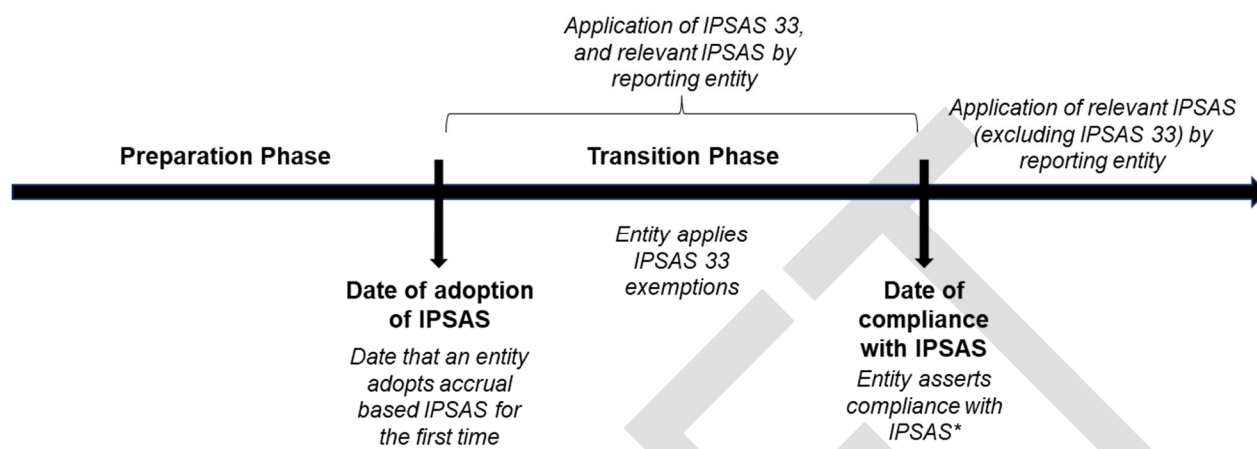 Application of IPSAS 33,
and relevant IPSAS by
reporting entity
Application of relevant IPSAS
(excluding IPSAS 33) by
reporting entity
Preparation Phase
Transition Phase
Entity applies
IPSAS 33
exemptions
Date of adoption
of IPSAS
Date that an entity
adopts accrual
based IPSAS for
the first time
Date of
compliance
with IPSAS
Entity asserts
compliance with
IPSAS*